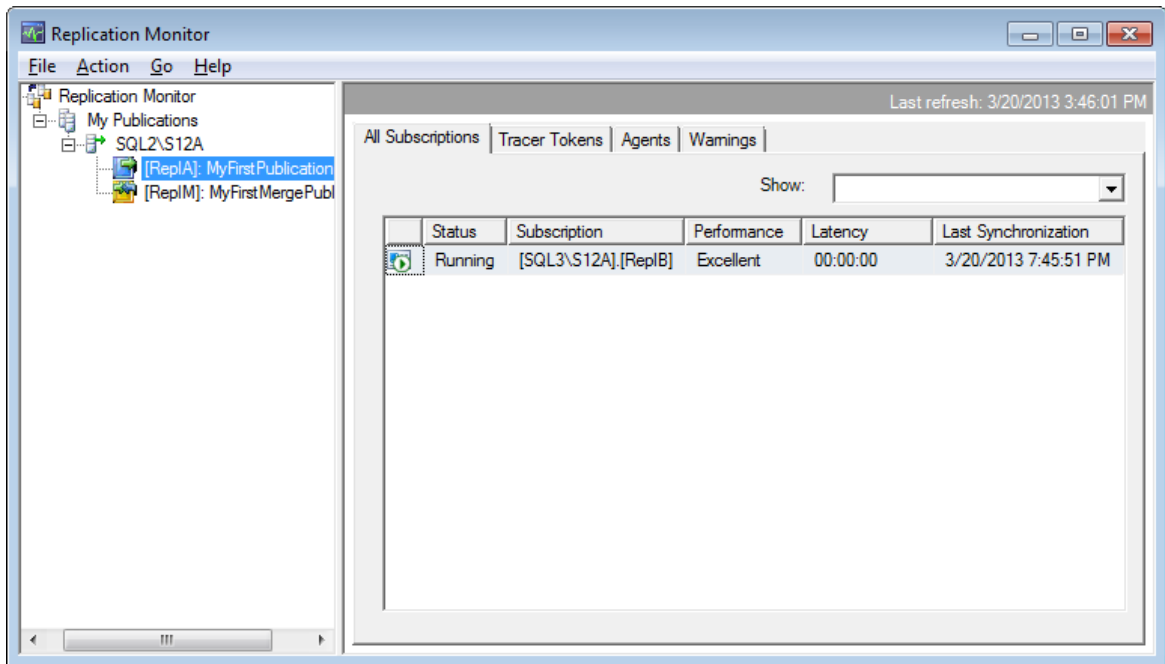 Replication Monitor
File Action Go Help
Replication Monitor
My Publications
SQL2\S12A
[ReplA]: MyFirstPublication
[ReplM]: MyFirstMergePubl
Last refresh: 3/20/2013 3:46:01 PM
All Subscriptions Tracer Tokens Agents Warnings
Show:
Status Subscription Performance Latency Last Synchronization
Running [SQL3\S12A].[ReplB] Excellent 00:00:00 3/20/2013 7:45:51 PM